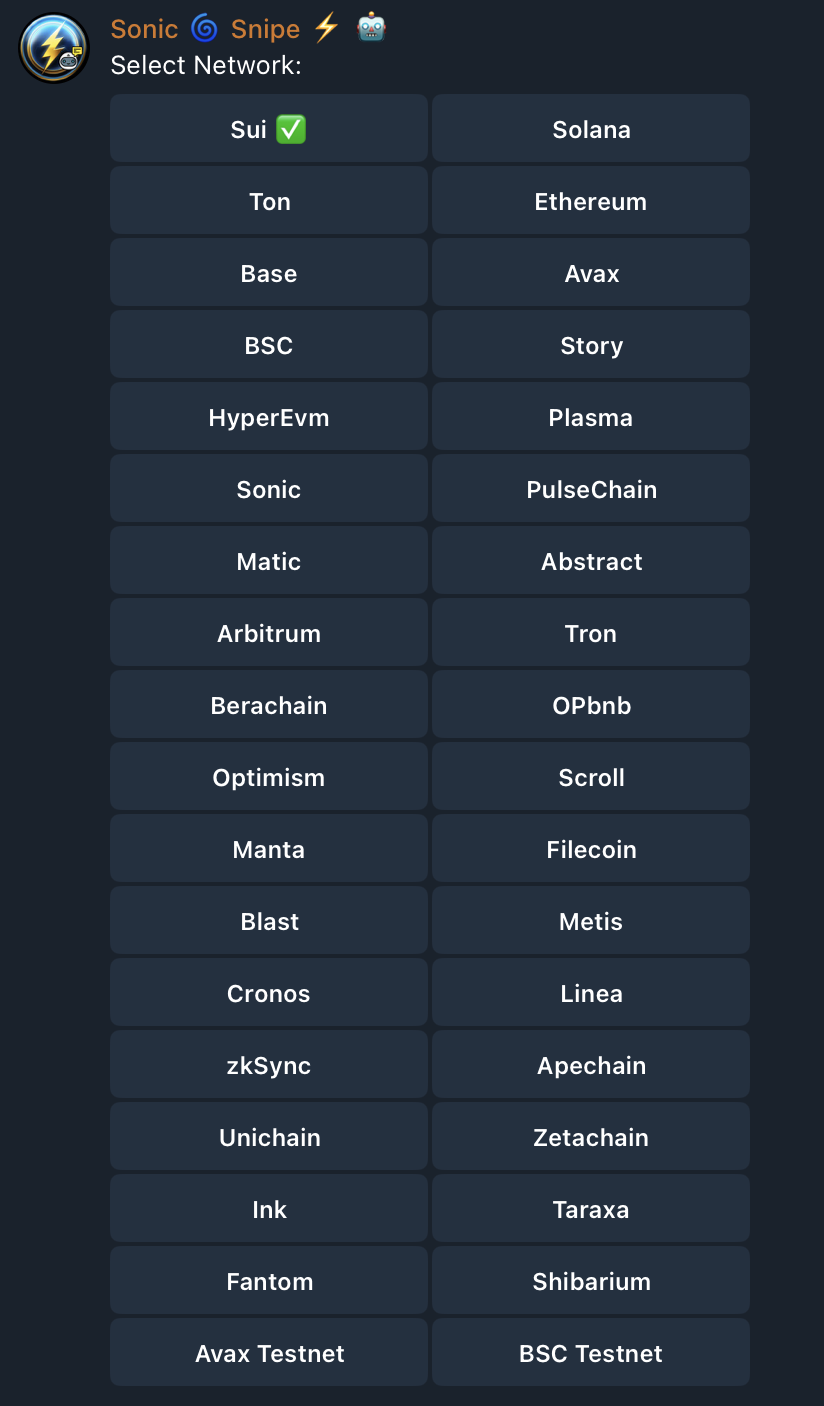 Sonic 🌀 Snipe ⚡ 🤖
Select Network:
Sui ✅ Solana
Ton Ethereum
Base Avax
BSC Story
HyperEvm Plasma
Sonic PulseChain
Matic Abstract
Arbitrum Tron
Berachain OPbnb
Optimism Scroll
Manta Filecoin
Blast Metis
Cronos Linea
zkSync Apechain
Unichain Zetachain
Ink Taraxa
Fantom Shibarium
Avax Testnet BSC Testnet